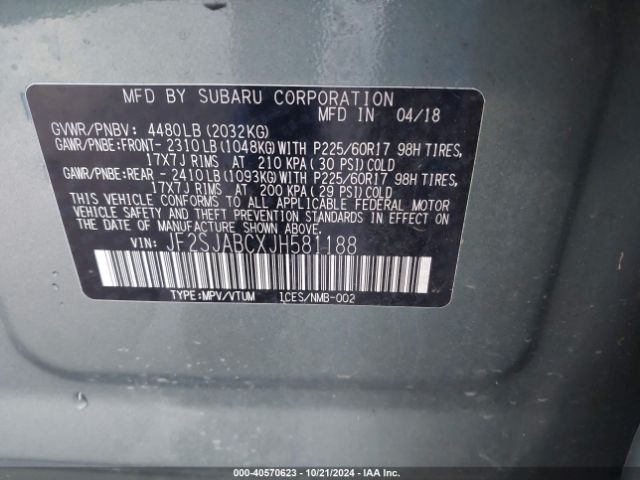 MFD BY SUBARU CORPORATION
MFD IN 04/18
GVWR/PNBV: 4480LB(2032KG)
GAWR/PNBE:FRONT- 2310LB(1048KG)WITH P225/60R17 98H TIRES,
17X7J RIMS AT 210 KPA(30 PSI)COLD
GAWR/PNBE:REAR - 2410LB(1093KG)WITH P225/60R17 98H TIRES,
17X7J RIMS AT 200 KPA(29 PSI)COLD
THIS VEHICLE CONFORMS TO ALL APPLICABLE FEDERAL MOTOR
VEHICLE SAFETY AND THEFT PREVENTION STANDARDS IN EFFECT ON
THE DATE OF MANUFACTURE SHOWN ABOVE.
VIN: JF2SJABCXJH581188
TYPE:MPV/VTUM ICES/NMB-002
000-40570623 - 10/21/2024 - IAA Inc.